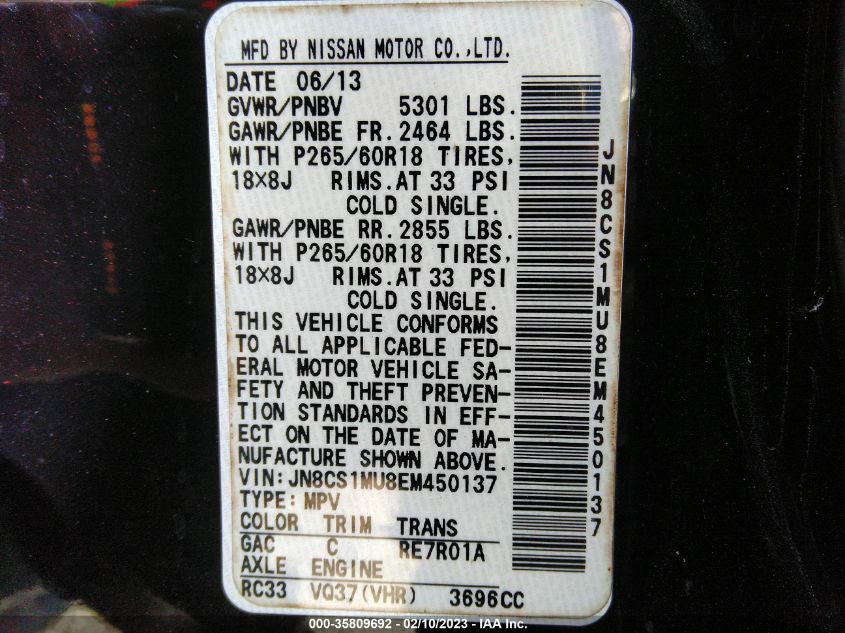 MFD BY NISSAN MOTOR CO.,LTD.
DATE 06/13
GVWR/PNBV 5301 LBS.
GAWR/PNBE FR.2464 LBS.
WITH P265/60R18 TIRES,
18×8J RIMS.AT 33 PSI
COLD SINGLE.
GAWR/PNBE RR.2855 LBS.
WITH P265/60R18 TIRES,
18×8J RIMS.AT 33 PSI
COLD SINGLE.
THIS VEHICLE CONFORMS
TO ALL APPLICABLE FED-
ERAL MOTOR VEHICLE SA-
FETY AND THEFT PREVEN-
TION STANDARDS IN EFF-
ECT ON THE DATE OF MA-
NUFACTURE SHOWN ABOVE.
VIN:JN8CS1MU8EM450137
TYPE:MPV
COLOR TRIM TRANS
GAC C RE7R01A
AXLE ENGINE
RC33 VQ37(VHR) 3696CC
JN8CS1MU8EM450137
000-35809692 - 02/10/2023 - IAA Inc.